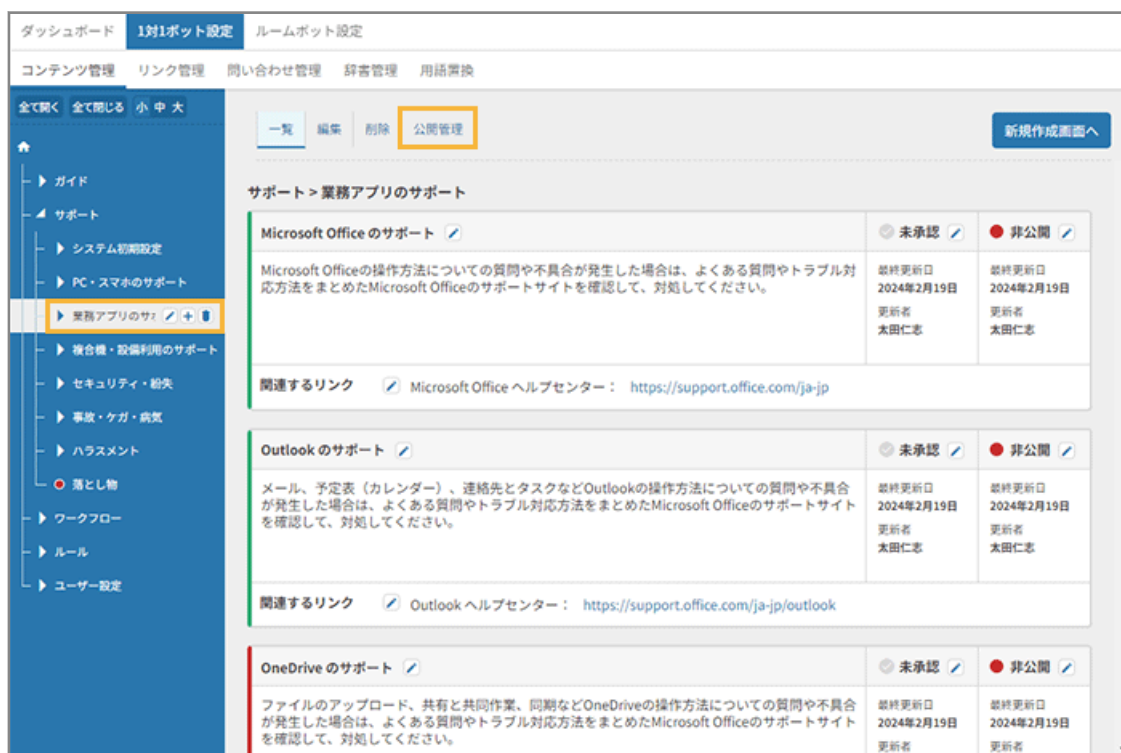 ダッシュボード 1対1ボット設定 ルームボット設定
コンテンツ管理 リンク管理 問い合わせ管理 辞書管理 用語置換
全て開く 全て閉じる 小 中 大
ガイド
サポート
システム初期設定
PC・スマホのサポート
業務アプリのサ
複合機・設備利用のサポート
セキュリティ・紛失
事故・ケガ・病気
ハラスメント
落とし物
ワークフロー
ルール
ユーザー設定
一覧 編集 削除 公開管理
新規作成画面へ
サポート > 業務アプリのサポート
Microsoft Office のサポート 未承認 非公開
Microsoft Officeの操作方法についての質問や不具合が発生した場合は、よくある質問やトラブル対
応方法をまとめたMicrosoft Officeのサポートサイトを確認して、対処してください。
最終更新日 最終更新日
2024年2月19日 2024年2月19日
更新者 更新者
太田仁志 太田仁志
関連するリンク Microsoft Office ヘルプセンター： https://support.office.com/ja-jp
Outlook のサポート 未承認 非公開
メール、予定表（カレンダー）、連絡先とタスクなどOutlookの操作方法についての質問や不具合
が発生した場合は、よくある質問やトラブル対応方法をまとめたMicrosoft Officeのサポートサイト
を確認して、対処してください。
最終更新日 最終更新日
2024年2月19日 2024年2月19日
更新者 更新者
太田仁志 太田仁志
関連するリンク Outlook ヘルプセンター： https://support.office.com/ja-jp/outlook
OneDrive のサポート 未承認 非公開
ファイルのアップロード、共有と共同作業、同期などOneDriveの操作方法についての質問や不具合
が発生した場合は、よくある質問やトラブル対応方法をまとめたMicrosoft Officeのサポートサイト
を確認して、対処してください。
最終更新日 最終更新日
2024年2月19日 2024年2月19日
更新者 更新者